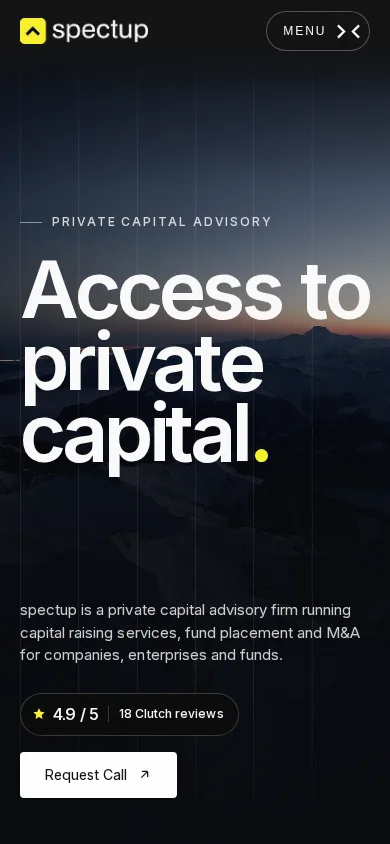 spectup
MENU
PRIVATE CAPITAL ADVISORY
Access to
private
capital.
spectup is a private capital advisory firm running
capital raising services, fund placement and M&A
for companies, enterprises and funds.
4.9 / 5 18 Clutch reviews
Request Call